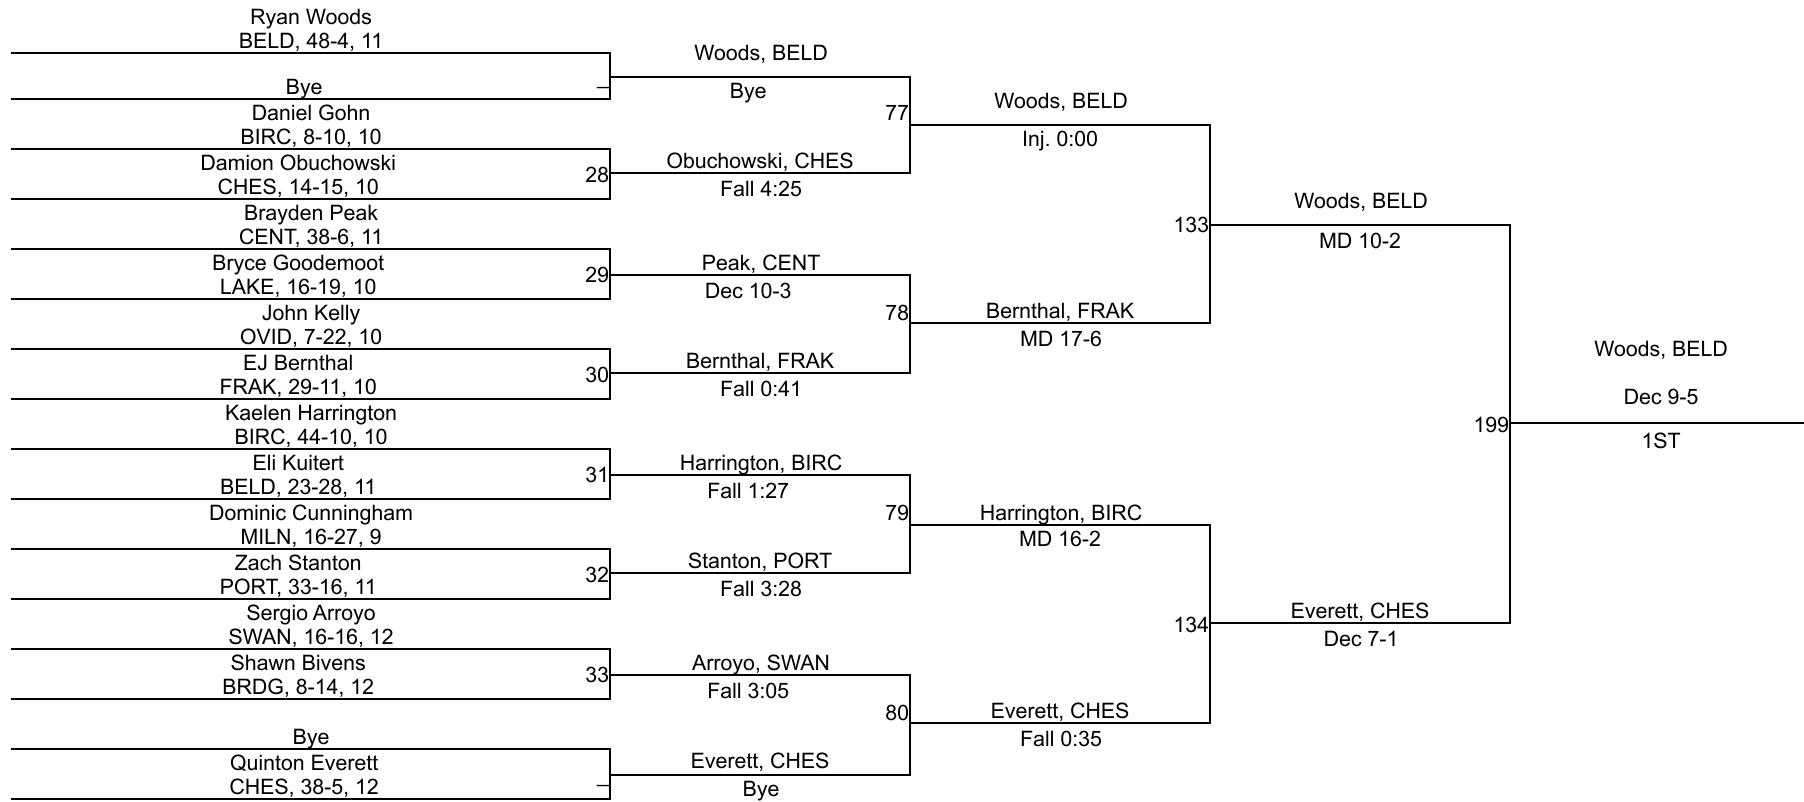 Ryan Woods
BELD, 48-4, 11
Bye
Daniel Gohn
BIRC, 8-10, 10
Damion Obuchowski
CHES, 14-15, 10
Brayden Peak
CENT, 38-6, 11
Bryce Goodemoot
LAKE, 16-19, 10
John Kelly
OVID, 7-22, 10
EJ Bernthal
FRAK, 29-11, 10
Kaelen Harrington
BIRC, 44-10, 10
Eli Kuitert
BELD, 23-28, 11
Dominic Cunningham
MILN, 16-27, 9
Zach Stanton
PORT, 33-16, 11
Sergio Arroyo
SWAN, 16-16, 12
Shawn Bivens
BRDG, 8-14, 12
Bye
Quinton Everett
CHES, 38-5, 12
–
28
29
30
31
32
33
–
Woods, BELD
Bye
Obuchowski, CHES
Fall 4:25
Peak, CENT
Dec 10-3
Bernthal, FRAK
Fall 0:41
Harrington, BIRC
Fall 1:27
Stanton, PORT
Fall 3:28
Arroyo, SWAN
Fall 3:05
Everett, CHES
Bye
77
78
79
80
Woods, BELD
Inj. 0:00
Bernthal, FRAK
MD 17-6
Harrington, BIRC
MD 16-2
Everett, CHES
Fall 0:35
133
134
Woods, BELD
MD 10-2
Everett, CHES
Dec 7-1
199
Woods, BELD
Dec 9-5
1ST